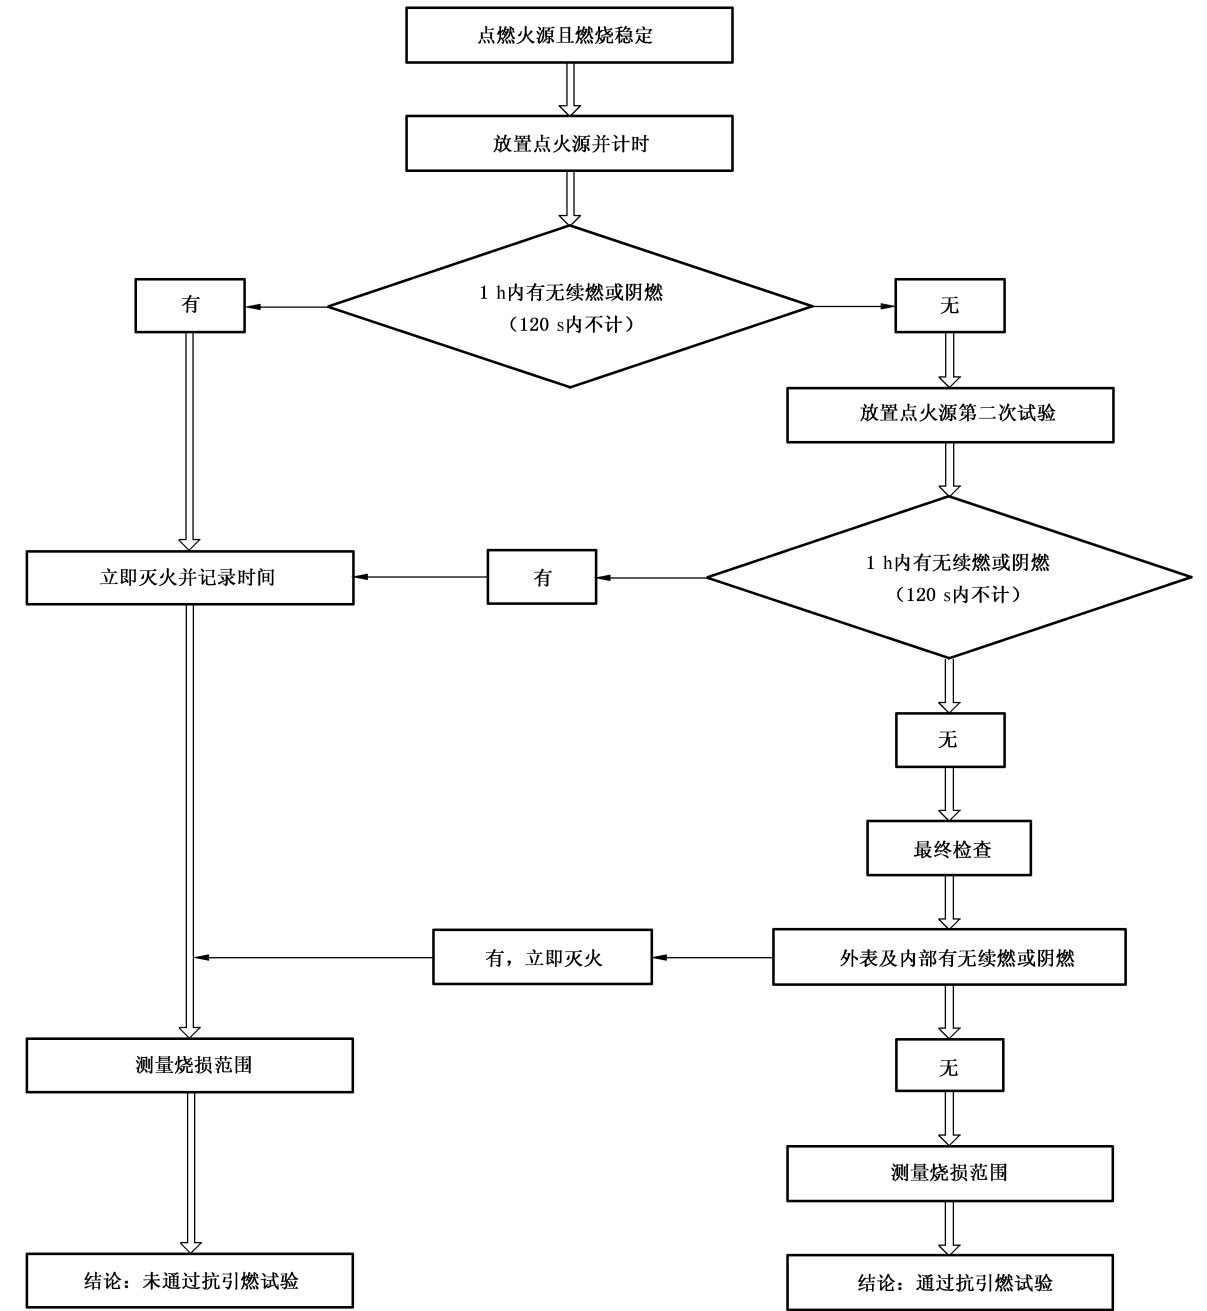 点燃火源且燃烧稳定
放置点火源并计时
1 h内有无续燃或阴燃
（120 s内不计）
有
无
放置点火源第二次试验
1 h内有无续燃或阴燃
（120 s内不计）
有
立即灭火并记录时间
无
最终检查
外表及内部有无续燃或阴燃
有，立即灭火
无
测量烧损范围
测量烧损范围
结论：未通过抗引燃试验
结论：通过抗引燃试验